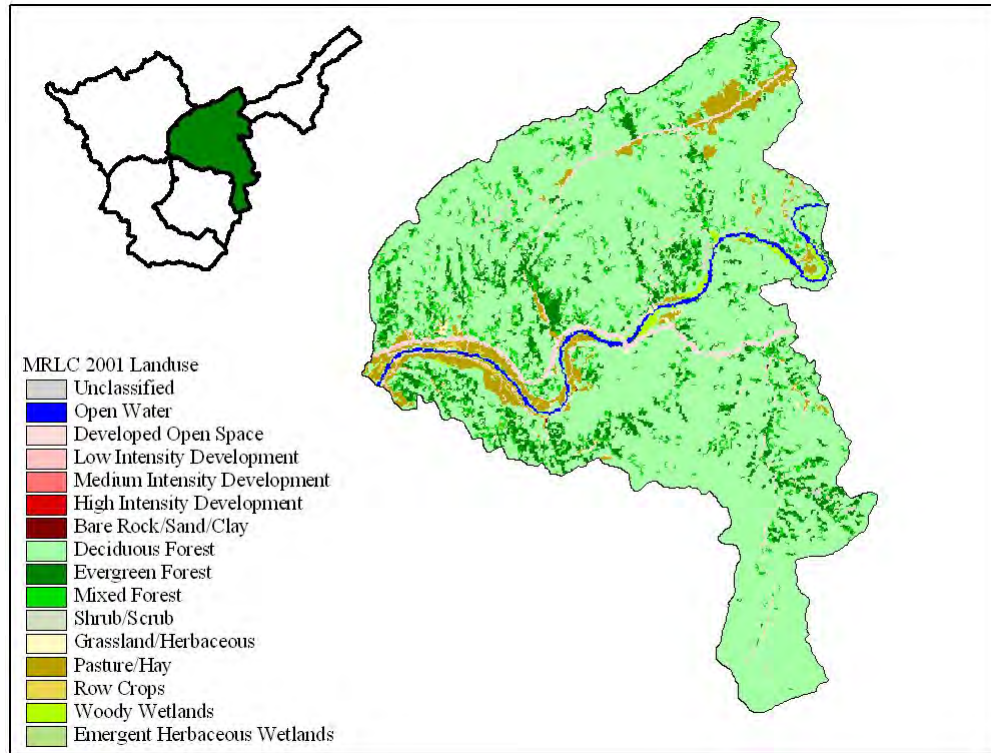 MRLC 2001 Landuse
Unclassified
Open Water
Developed Open Space
Low Intensity Development
Medium Intensity Development
High Intensity Development
Bare Rock/Sand/Clay
Deciduous Forest
Evergreen Forest
Mixed Forest
Shrub/Scrub
Grassland/Herbaceous
Pasture/Hay
Row Crops
Woody Wetlands
Emergent Herbaceous Wetlands